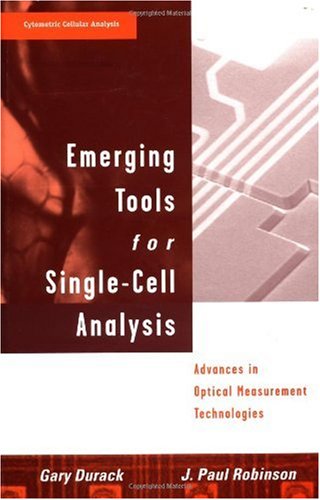 Cytometric Cellular Analysis
Emerging
Tools
for
Single-Cell
Analysis
Advances in
Optical Measurement
Technologies
Gary Durack J. Paul Robinson